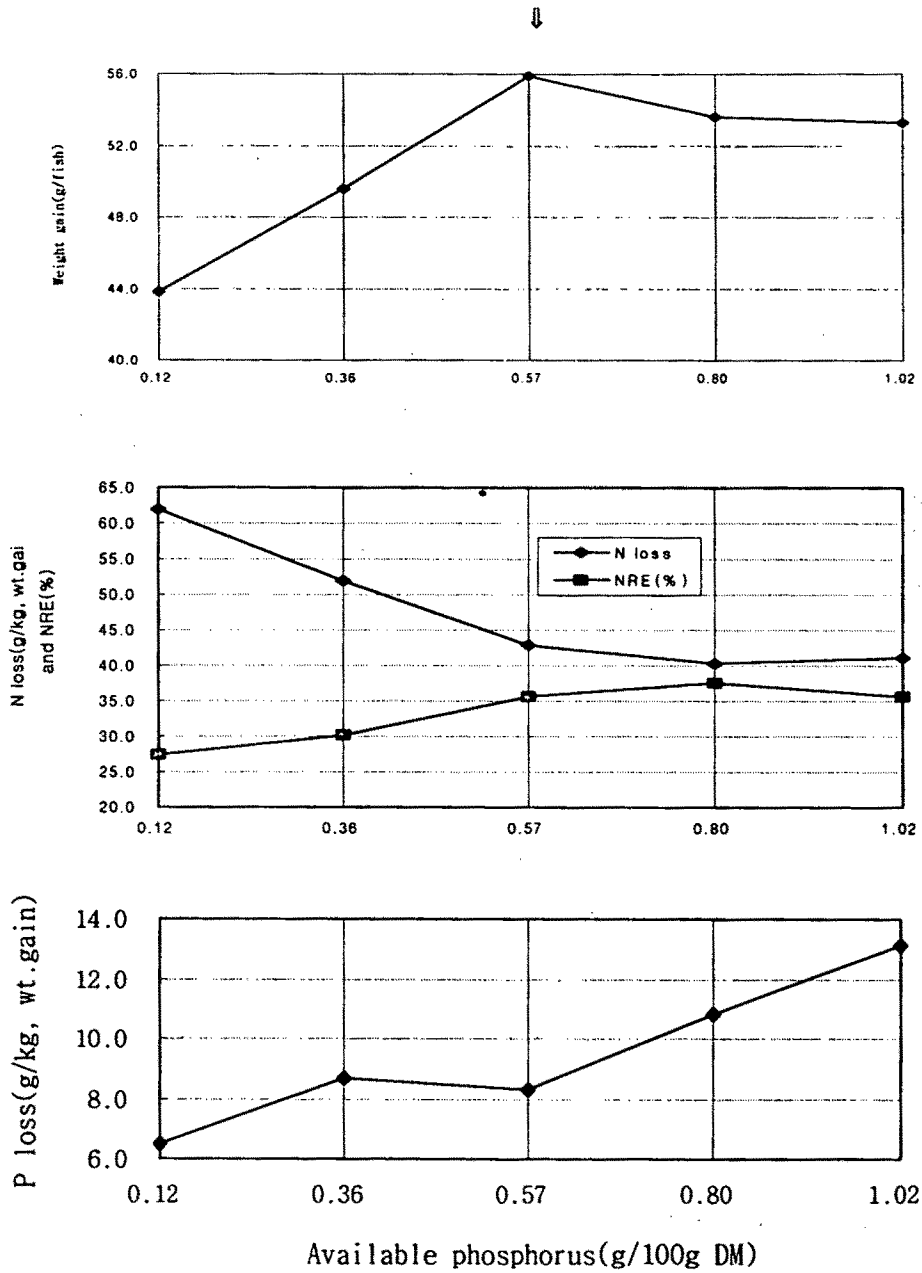 ⇩
56.0
52.0
48.0
44.0
40.0
Weight gain(g/fish)
0.12 0.36 0.57 0.80 1.02
65.0
60.0
55.0
50.0
45.0
40.0
35.0
30.0
25.0
20.0
N loss(g/kg, wt.gai
and NRE(%)
N loss
NRE(%)
0.12 0.36 0.57 0.80 1.02
14.0
12.0
10.0
8.0
6.0
P loss(g/kg, wt.gain)
0.12 0.36 0.57 0.80 1.02
Available phosphorus(g/100g DM)